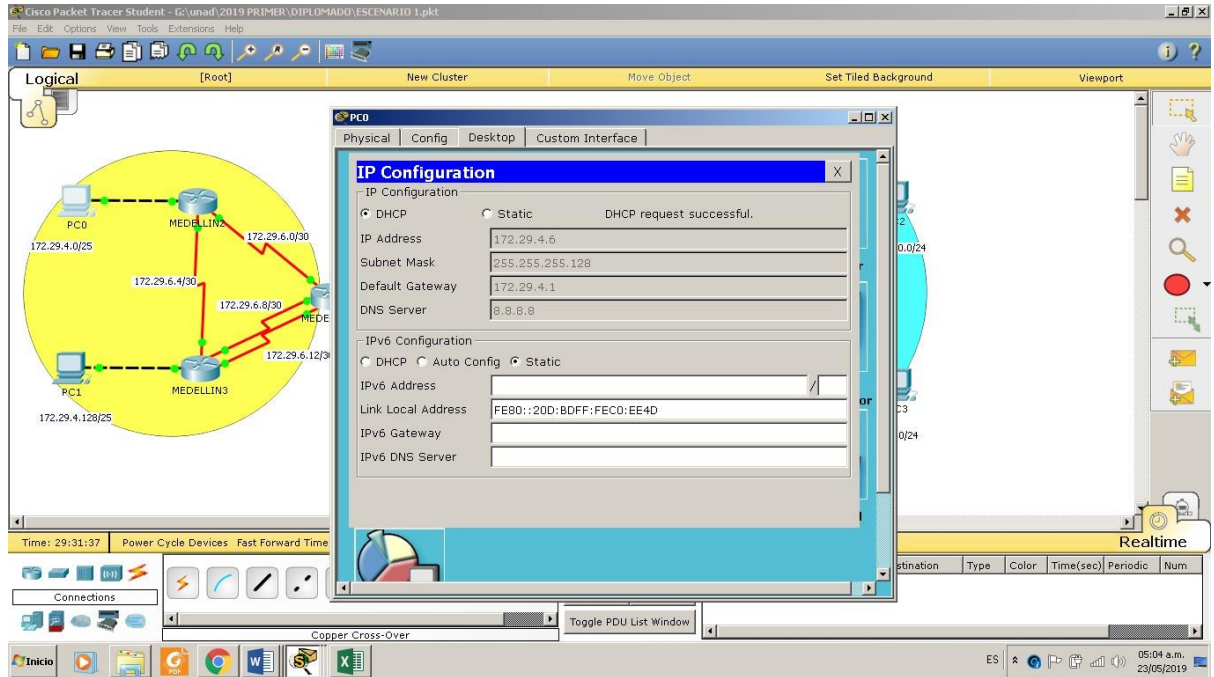 Cisco Packet Tracer Student - G:\unad\2019 PRIMER\DIPLOMADO\ESCENARIO 1.pkt
File Edit Options View Tools Extensions Help
Logical [Root] New Cluster Move Object Set Tiled Background Viewport
PC0
Physical Config Desktop Custom Interface
IP Configuration X
IP Configuration
DHCP Static DHCP request successful.
IP Address 172.29.4.6
Subnet Mask 255.255.255.128
Default Gateway 172.29.4.1
DNS Server 8.8.8.8
IPv6 Configuration
DHCP Auto Config Static
IPv6 Address /
Link Local Address FE80::20D:BDFF:FEC0:EE4D
IPv6 Gateway
IPv6 DNS Server
PC0
172.29.4.0/25
MEDELLIN2
172.29.6.0/30
172.29.6.4/30
172.29.6.8/30
MEDE
172.29.6.12/3
PC1
172.29.4.128/25
MEDELLIN3
0.0/24
0/24
Time: 29:31:37 Power Cycle Devices Fast Forward Time
Realtime
Connections
Copper Cross-Over
Toggle PDU List Window
stination Type Color Time(sec) Periodic Num
Inicio
ES
05:04 a.m.
23/05/2019